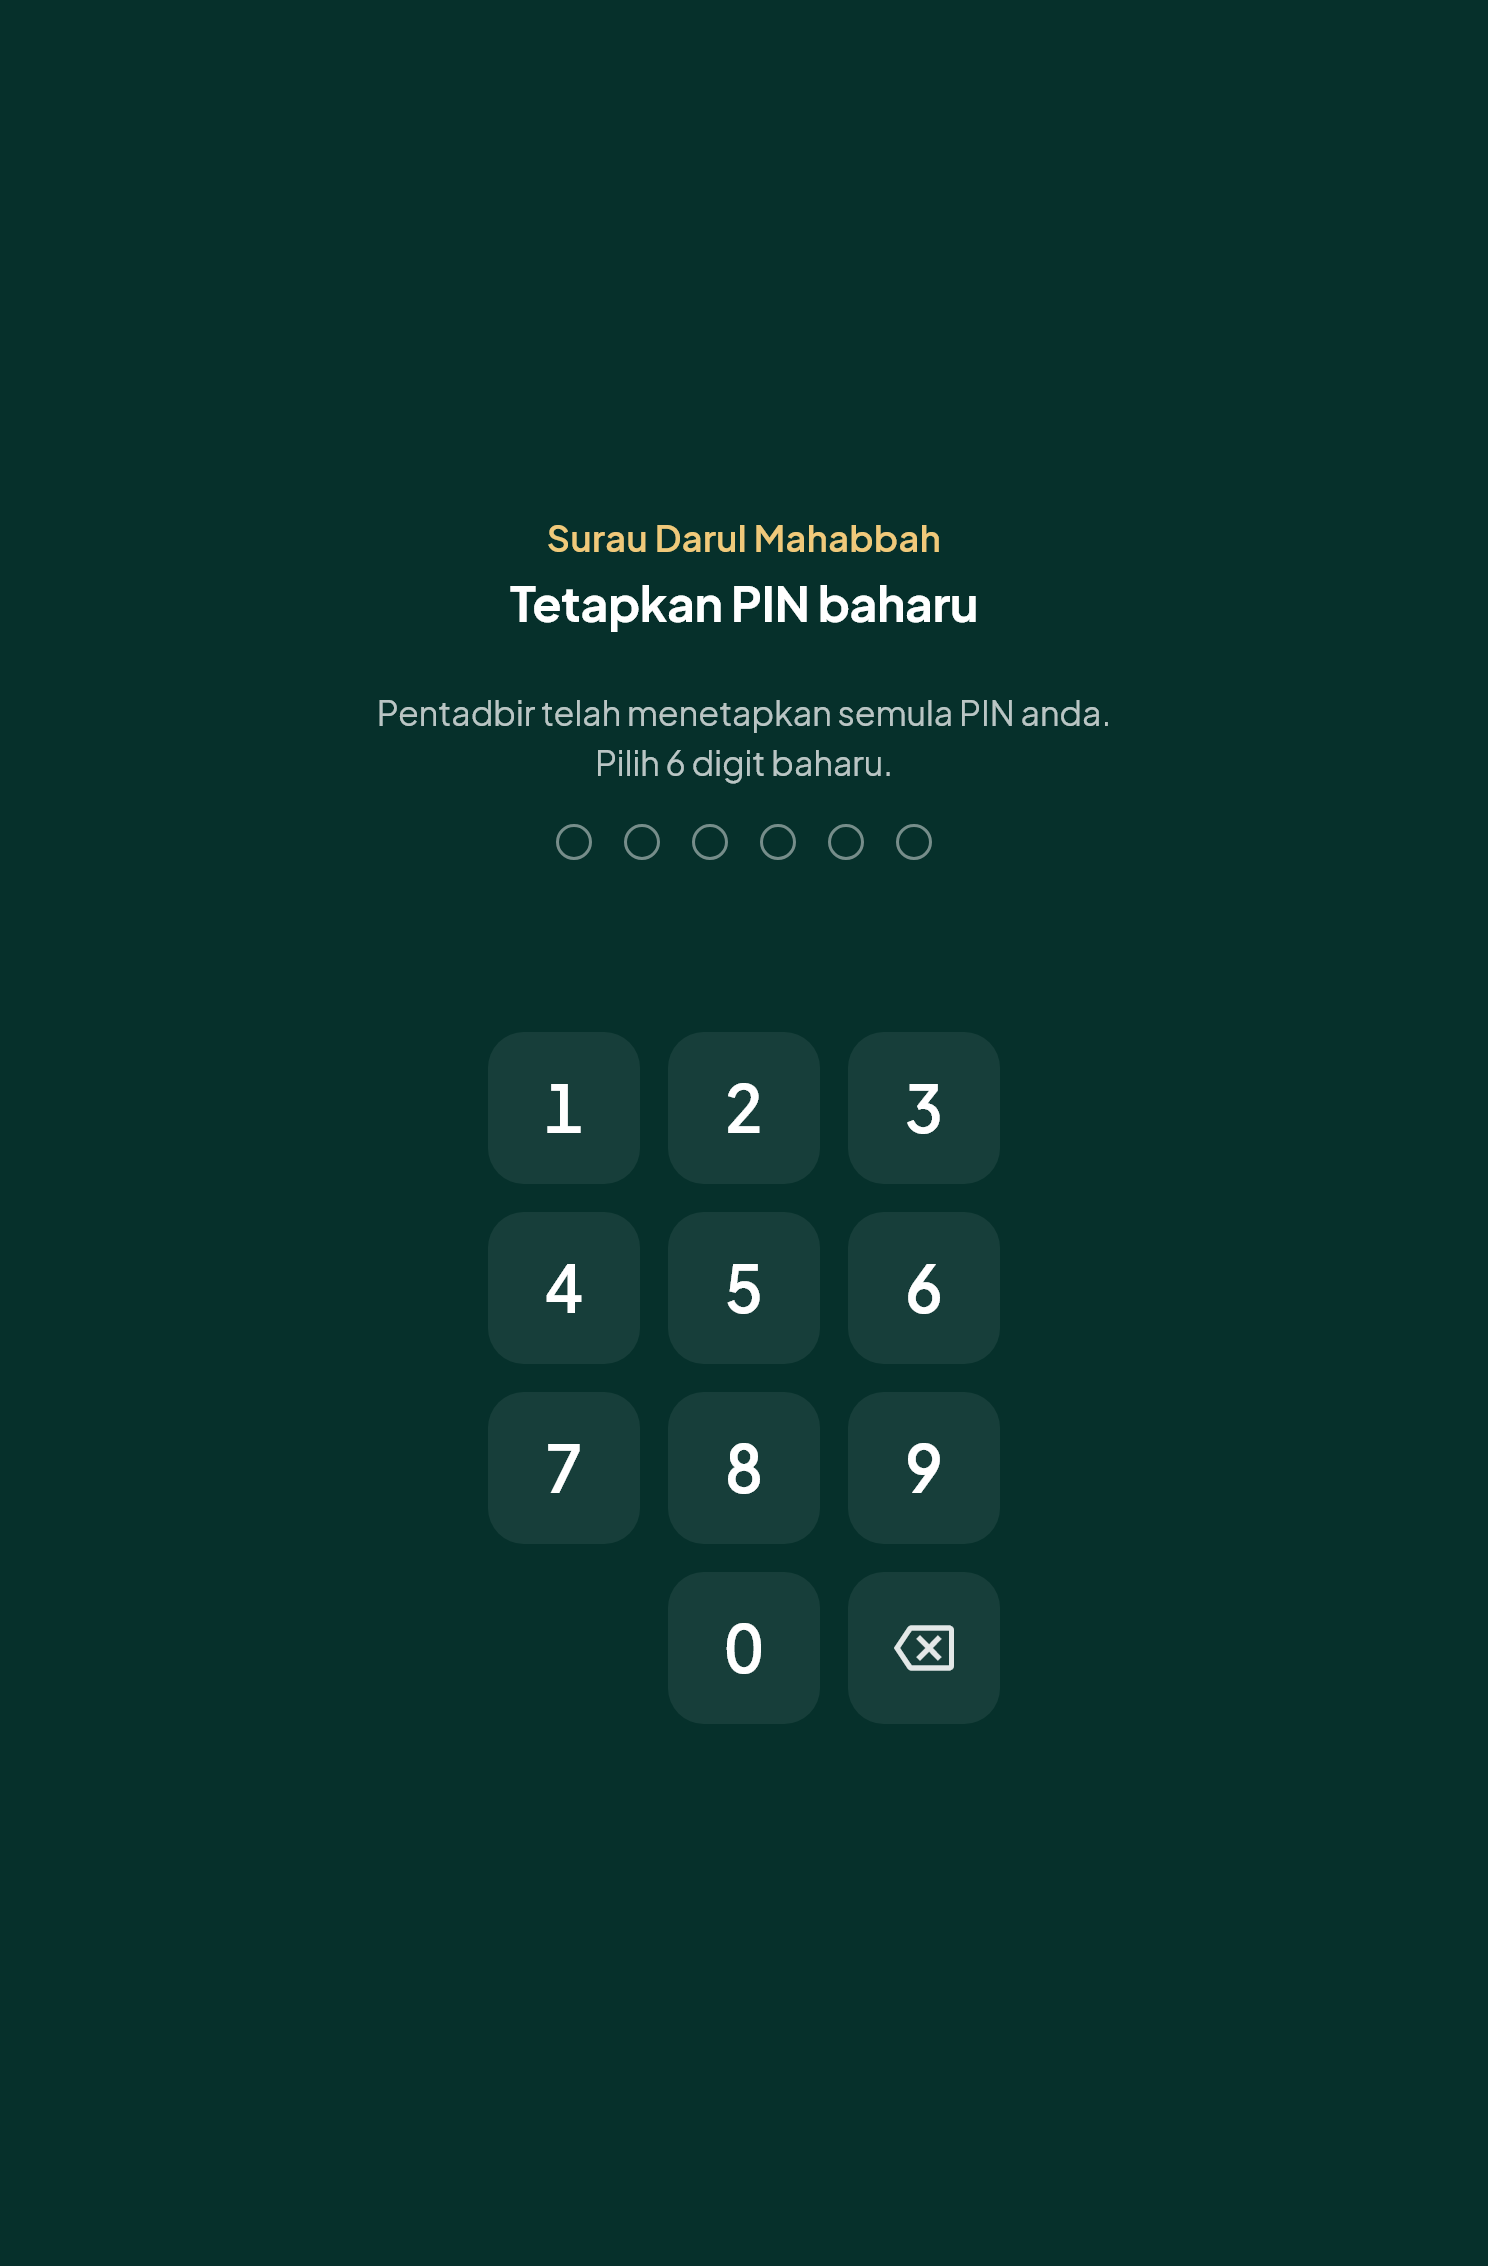 Surau Darul Mahabbah
Tetapkan PIN baharu
Pentadbir telah menetapkan semula PIN anda.
Pilih 6 digit baharu.
1 2 3
4 5 6
7 8 9
0